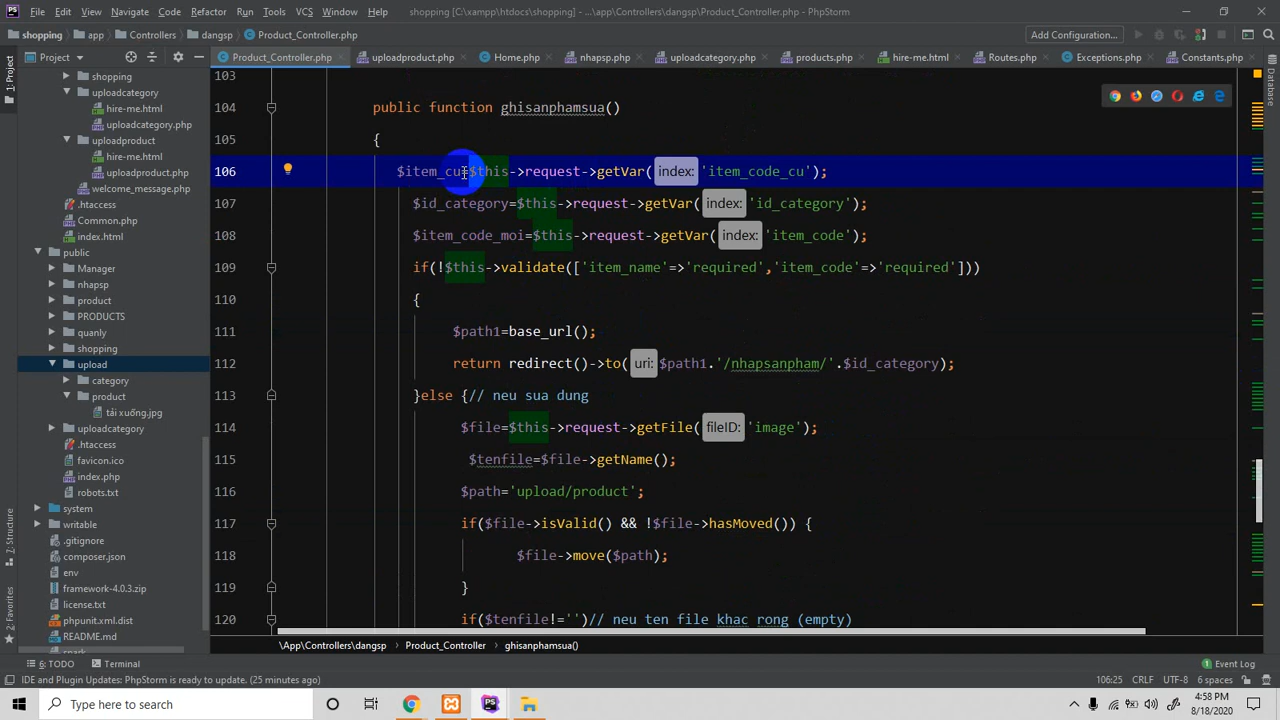 File Edit View Navigate Code Refactor Run Tools VCS Window Help shopping [C:\xampp\htdocs\shopping] - ...\app\Controllers\dangsp\Product_Controller.php - PhpStorm
shopping app Controllers dangsp Product_Controller.php Add Configuration...
Project Product_Controller.php uploadproduct.php Home.php nhapsp.php uploadcategory.php products.php hire-me.html Routes.php Exceptions.php Constants.php
1: Project
Database
7: Structure
2: Favorites
shopping
uploadcategory
hire-me.html
uploadcategory.php
uploadproduct
hire-me.html
uploadproduct.php
welcome_message.php
.htaccess
Common.php
index.html
public
Manager
nhapsp
product
PRODUCTS
quanly
shopping
upload
category
product
tải xuống.jpg
uploadcategory
.htaccess
favicon.ico
index.php
robots.txt
system
writable
.gitignore
composer.json
env
framework-4.0.3.zip
license.txt
phpunit.xml.dist
README.md
spark
103
104 public function ghisanphamsua()
105 {
106 $item_cu=$this->request->getVar( index: 'item_code_cu');
107 $id_category=$this->request->getVar( index: 'id_category');
108 $item_code_moi=$this->request->getVar( index: 'item_code');
109 if(!$this->validate(['item_name'=>'required','item_code'=>'required']))
110 {
111 $path1=base_url();
112 return redirect()->to( uri: $path1.'/nhapsanpham/'.$id_category);
113 }else {// neu sua dung
114 $file=$this->request->getFile( fileID: 'image');
115 $tenfile=$file->getName();
116 $path='upload/product';
117 if($file->isValid() && !$file->hasMoved()) {
118 $file->move($path);
119 }
120 if($tenfile!='')// neu ten file khac rong (empty)
\App\Controllers\dangsp Product_Controller ghisanphamsua()
6: TODO Terminal Event Log
IDE and Plugin Updates: PhpStorm is ready to update. (25 minutes ago) 106:25 CRLF UTF-8 6 spaces
Type here to search
4:58 PM
8/18/2020